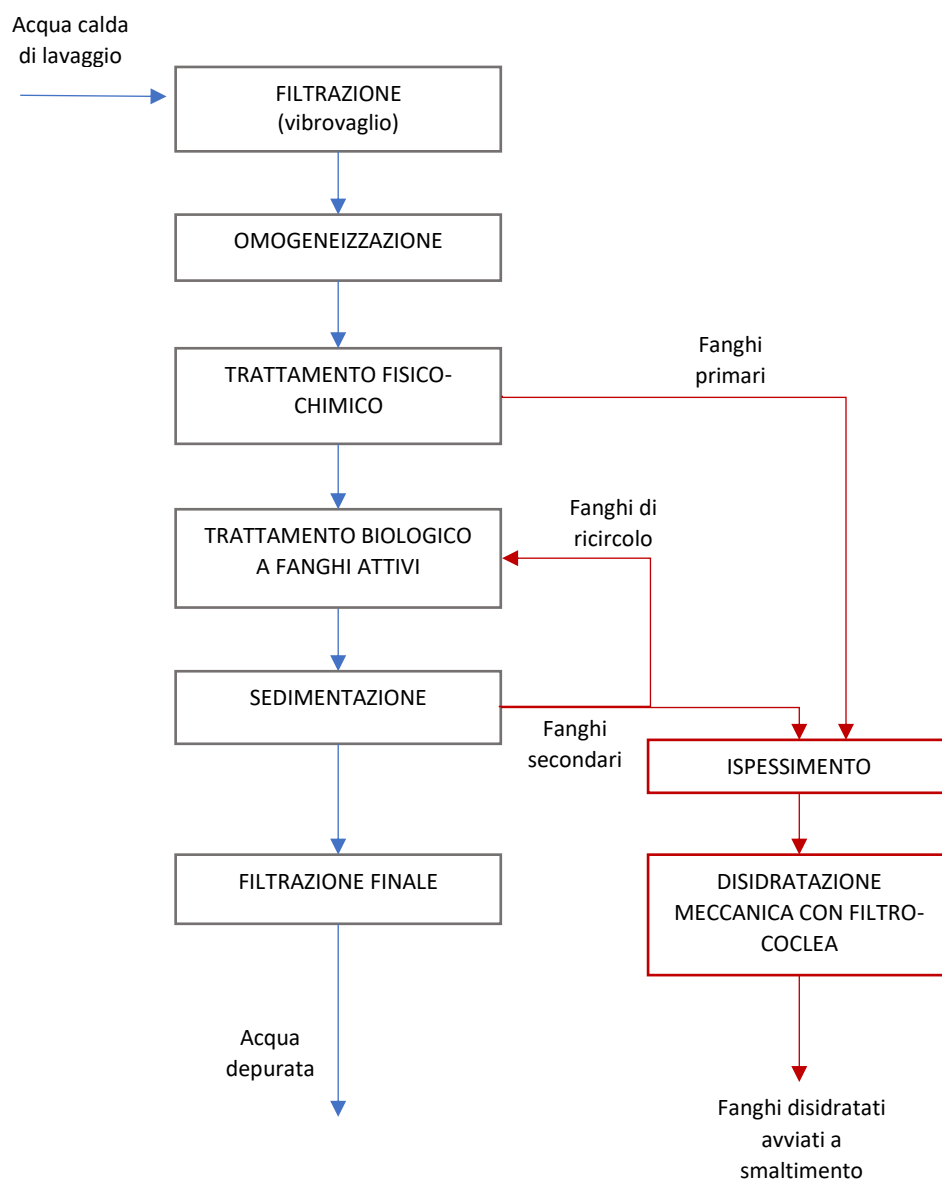 Acqua calda
di lavaggio
FILTRAZIONE
(vibrovaglio)
OMOGENEIZZAZIONE
TRATTAMENTO FISICO-
CHIMICO
Fanghi
primari
TRATTAMENTO BIOLOGICO
A FANGHI ATTIVI
Fanghi di
ricircolo
SEDIMENTAZIONE
Fanghi
secondari
ISPESSIMENTO
FILTRAZIONE FINALE
DISIDRATAZIONE
MECCANICA CON FILTRO-
COCLEA
Acqua
depurata
Fanghi disidratati
avviati a
smaltimento